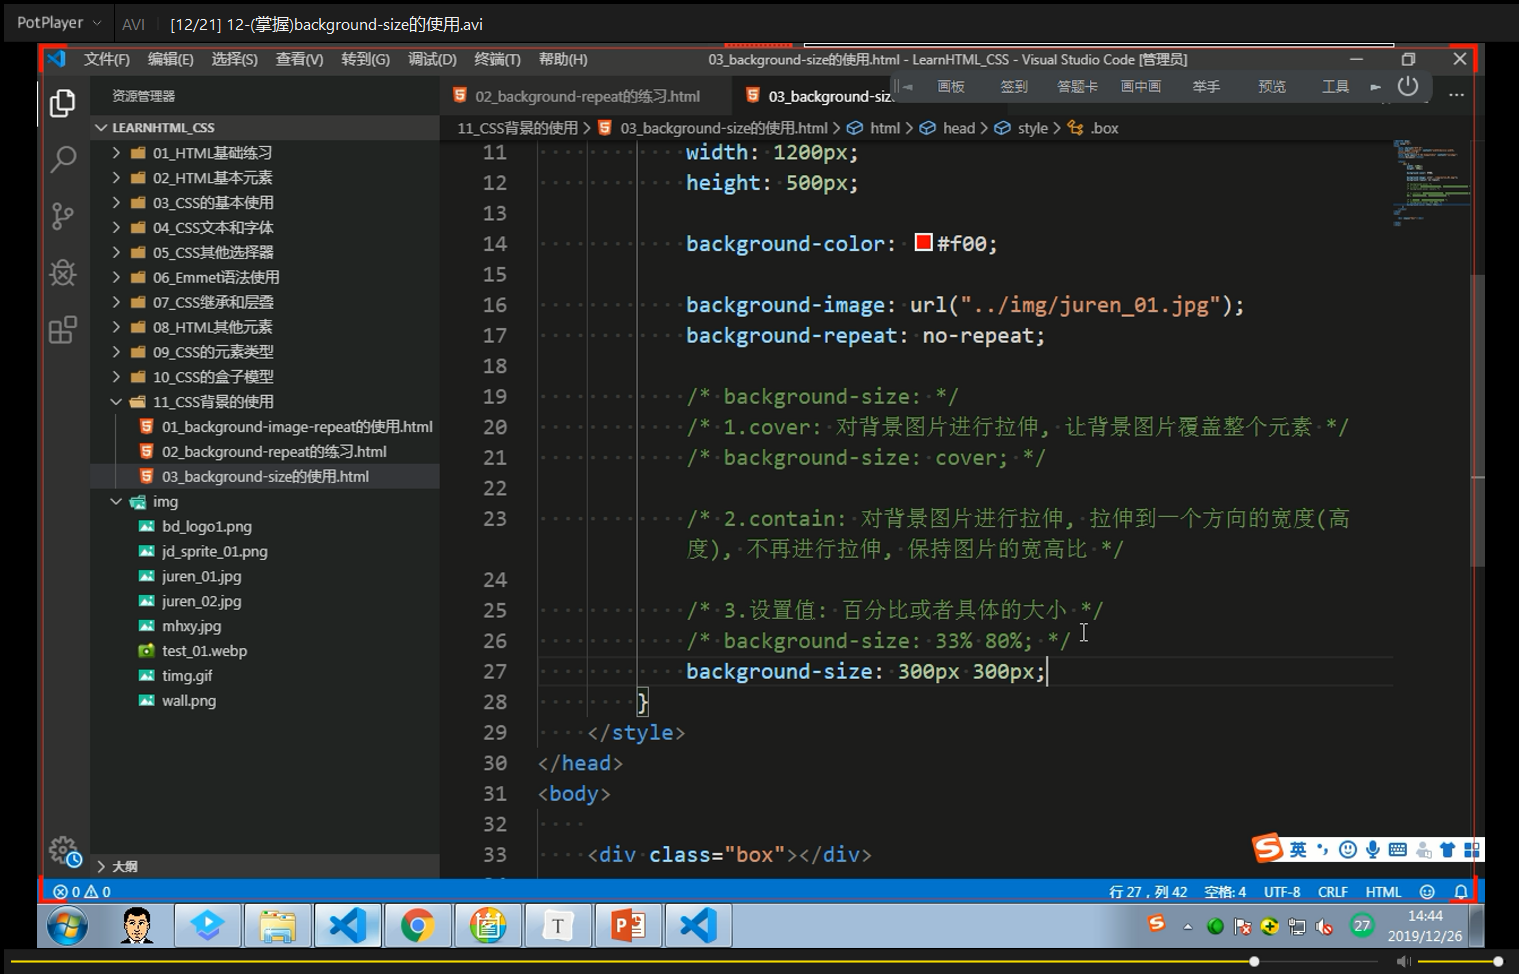 PotPlayer AVI [12/21] 12-(掌握)background-size的使用.avi
文件(F) 编辑(E) 选择(S) 查看(V) 转到(G) 调试(D) 终端(T) 帮助(H) 03_background-size的使用.html - LearnHTML_CSS - Visual Studio Code [管理员]
画板 签到 答题卡 画中画 举手 预览 工具
资源管理器
02_background-repeat的练习.html 03_background-siz
LEARNHTML_CSS
11_CSS背景的使用 > 03_background-size的使用.html > html > head > style > .box
01_HTML基础练习
02_HTML基本元素
03_CSS的基本使用
04_CSS文本和字体
05_CSS其他选择器
06_Emmet语法使用
07_CSS继承和层叠
08_HTML其他元素
09_CSS的元素类型
10_CSS的盒子模型
11_CSS背景的使用
01_background-image-repeat的使用.html
02_background-repeat的练习.html
03_background-size的使用.html
img
bd_logo1.png
jd_sprite_01.png
juren_01.jpg
juren_02.jpg
mhxy.jpg
test_01.webp
timg.gif
wall.png
大纲
11 width: 1200px;
12 height: 500px;
13
14 background-color: #f00;
15
16 background-image: url("../img/juren_01.jpg");
17 background-repeat: no-repeat;
18
19 /* background-size: */
20 /* 1.cover: 对背景图片进行拉伸, 让背景图片覆盖整个元素 */
21 /* background-size: cover; */
22
23 /* 2.contain: 对背景图片进行拉伸, 拉伸到一个方向的宽度(高
度), 不再进行拉伸, 保持图片的宽高比 */
24
25 /* 3.设置值: 百分比或者具体的大小 */
26 /* background-size: 33% 80%; */
27 background-size: 300px 300px;
28 }
29 </style>
30 </head>
31 <body>
32
33 <div class="box"></div>
英
0 0 行 27，列 42 空格: 4 UTF-8 CRLF HTML
T 27 14:44
2019/12/26